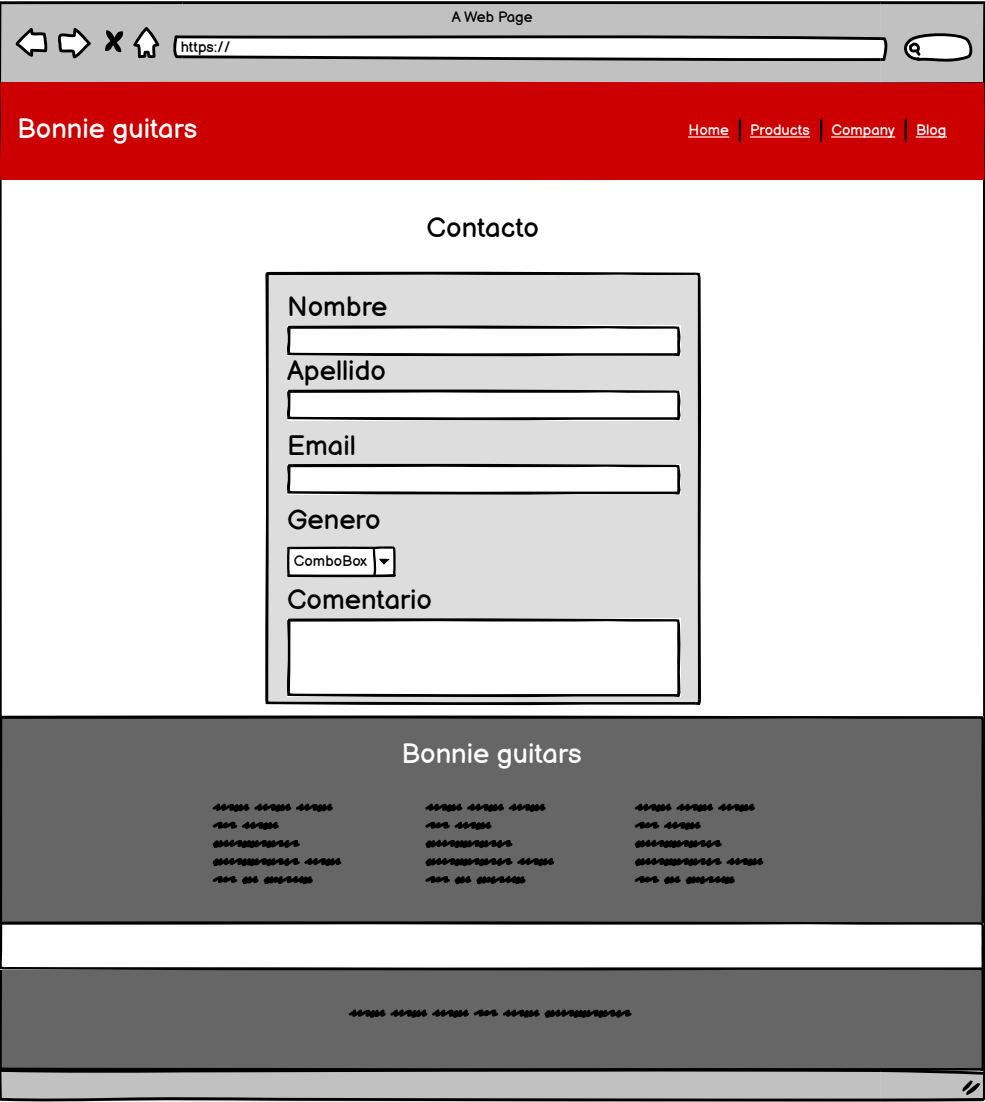 A Web Page
https://
Bonnie guitars
Home
Products
Company
Blog
Contacto
Nombre
Apellido
Email
Genero
ComboBox
Comentario
Bonnie guitars